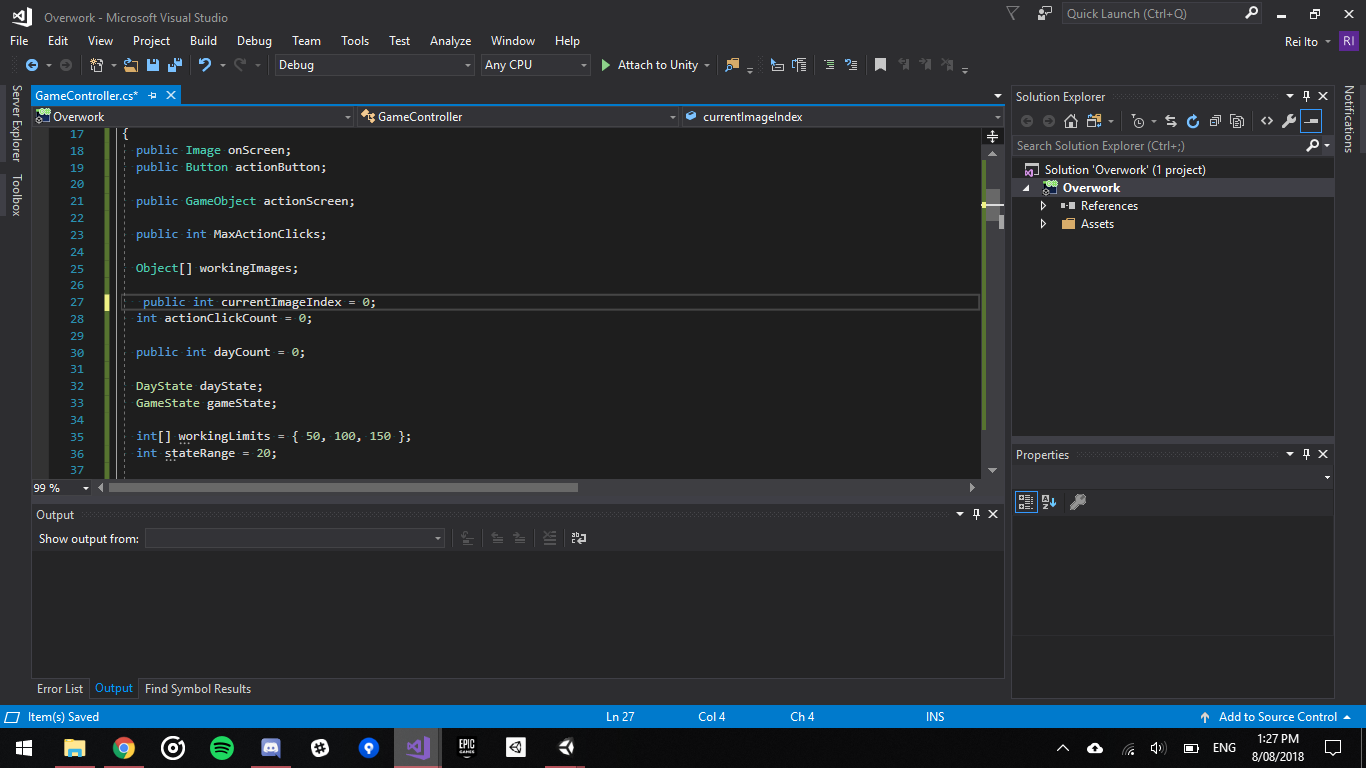 Overwork - Microsoft Visual Studio
Quick Launch (Ctrl+Q)
File Edit View Project Build Debug Team Tools Test Analyze Window Help
Rei Ito RI
Debug Any CPU Attach to Unity
Server Explorer
Toolbox
GameController.cs*
Overwork GameController currentImageIndex
17 {
18 public Image onScreen;
19 public Button actionButton;
20
21 public GameObject actionScreen;
22
23 public int MaxActionClicks;
24
25 Object[] workingImages;
26
27 public int currentImageIndex = 0;
28 int actionClickCount = 0;
29
30 public int dayCount = 0;
31
32 DayState dayState;
33 GameState gameState;
34
35 int[] workingLimits = { 50, 100, 150 };
36 int stateRange = 20;
37
99 %
Output
Show output from:
Error List Output Find Symbol Results
Solution Explorer
Search Solution Explorer (Ctrl+;)
Solution 'Overwork' (1 project)
Overwork
References
Assets
Properties
Notifications
Item(s) Saved Ln 27 Col 4 Ch 4 INS Add to Source Control
EPIC
GAMES
ENG
1:27 PM
8/08/2018